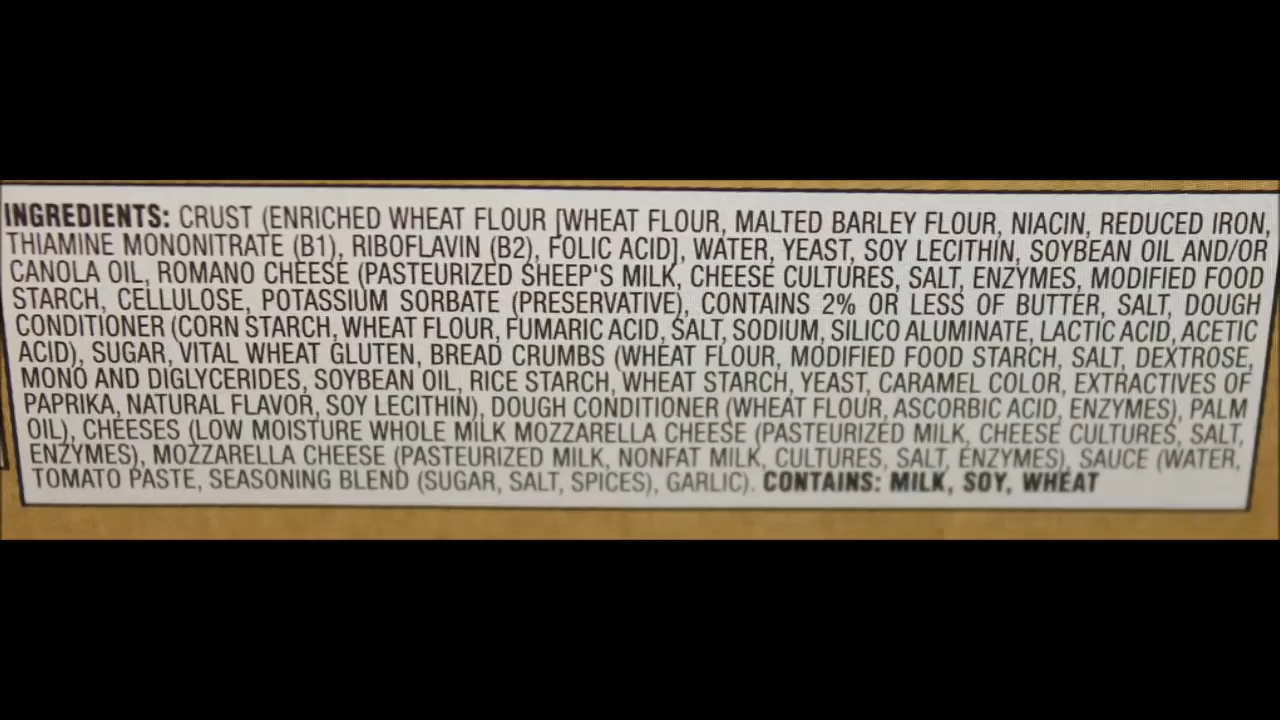 INGREDIENTS: CRUST (ENRICHED WHEAT FLOUR [WHEAT FLOUR, MALTED BARLEY FLOUR, NIACIN, REDUCED IRON,
THIAMINE MONONITRATE (B1), RIBOFLAVIN (B2), FOLIC ACID], WATER, YEAST, SOY LECITHIN, SOYBEAN OIL AND/OR
CANOLA OIL, ROMANO CHEESE (PASTEURIZED SHEEP'S MILK, CHEESE CULTURES, SALT, ENZYMES, MODIFIED FOOD
STARCH, CELLULOSE, POTASSIUM SORBATE (PRESERVATIVE), CONTAINS 2% OR LESS OF BUTTER, SALT, DOUGH
CONDITIONER (CORN STARCH, WHEAT FLOUR, FUMARIC ACID, SALT, SODIUM, SILICO ALUMINATE, LACTIC ACID, ACETIC
ACID), SUGAR, VITAL WHEAT GLUTEN, BREAD CRUMBS (WHEAT FLOUR, MODIFIED FOOD STARCH, SALT, DEXTROSE,
MONO AND DIGLYCERIDES, SOYBEAN OIL, RICE STARCH, WHEAT STARCH, YEAST, CARAMEL COLOR, EXTRACTIVES OF
PAPRIKA, NATURAL FLAVOR, SOY LECITHIN), DOUGH CONDITIONER (WHEAT FLOUR, ASCORBIC ACID, ENZYMES), PALM
OIL), CHEESES (LOW MOISTURE WHOLE MILK MOZZARELLA CHEESE (PASTEURIZED MILK, CHEESE CULTURES, SALT,
ENZYMES), MOZZARELLA CHEESE (PASTEURIZED MILK, NONFAT MILK, CULTURES, SALT, ENZYMES), SAUCE (WATER,
TOMATO PASTE, SEASONING BLEND (SUGAR, SALT, SPICES), GARLIC). CONTAINS: MILK, SOY, WHEAT